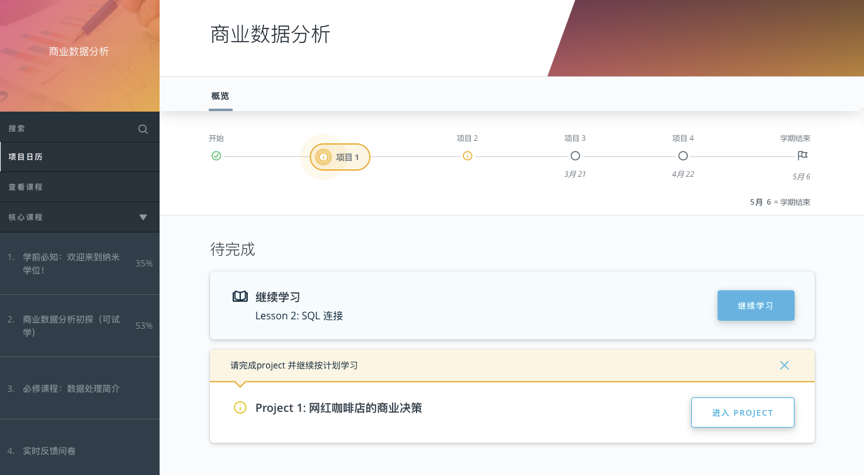 商业数据分析
搜索
项目日历
查看课程
核心课程
1. 学前必知：欢迎来到纳米
学位！
35%
2. 商业数据分析初探（可试
学）
53%
3. 必修课程：数据处理简介
4. 实时反馈问卷
商业数据分析
概览
开始
项目 1
项目 2
项目 3
3月 21
项目 4
4月 22
学期结束
5月 6
5月 6 = 学期结束
待完成
继续学习
Lesson 2: SQL 连接
继续学习
请完成project 并继续按计划学习
Project 1: 网红咖啡店的商业决策
进入 PROJECT